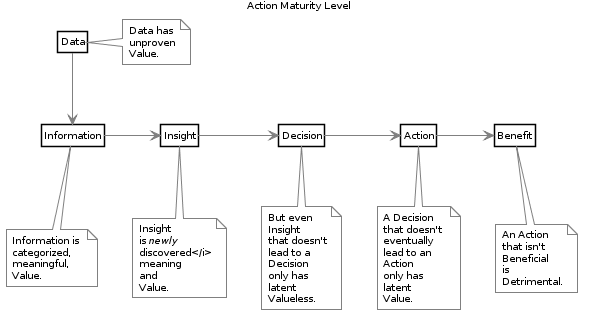 Action Maturity Level
Data
Data has
unproven
Value.
Information
Insight
Decision
Action
Benefit
Information is
categorized,
meaningful,
Value.
Insight
is newly
discovered</i>
meaning
and
Value.
But even
Insight
that doesn't
lead to a
Decision
only has
latent
Valueless.
A Decision
that doesn't
eventually
lead to an
Action
only has
latent
Value.
An Action
that isn't
Beneficial
is
Detrimental.